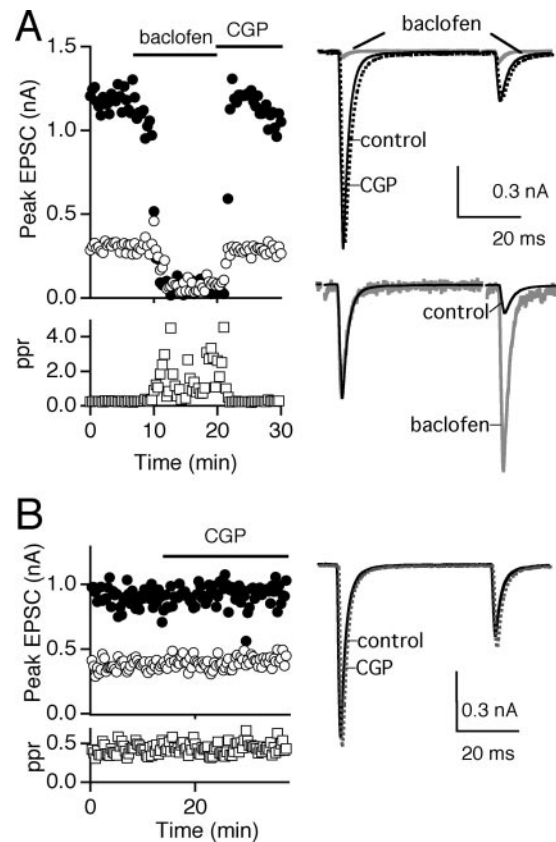 A
baclofen
CGP
Peak EPSC (nA)
1.5
1.0
0.5
0.0
ppr
4.0
2.0
0.0
0
10
20
30
Time (min)
baclofen
control
CGP
0.3 nA
20 ms
control
baclofen
B
CGP
Peak EPSC (nA)
1.0
0.5
0.0
ppr
0.5
0.0
0
20
Time (min)
control
CGP
0.3 nA
20 ms